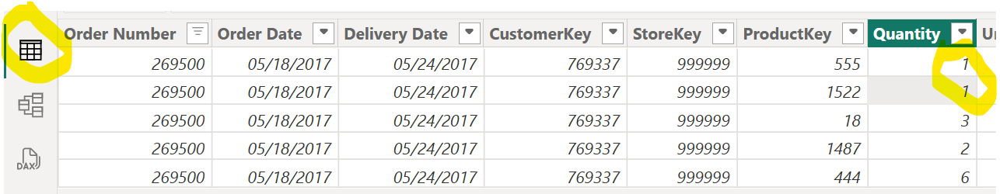 Order Number Order Date Delivery Date CustomerKey StoreKey ProductKey Quantity
269500 05/18/2017 05/24/2017 769337 999999 555 1
269500 05/18/2017 05/24/2017 769337 999999 1522 1
269500 05/18/2017 05/24/2017 769337 999999 18 3
269500 05/18/2017 05/24/2017 769337 999999 1487 2
DAX
269500 05/18/2017 05/24/2017 769337 999999 444 6